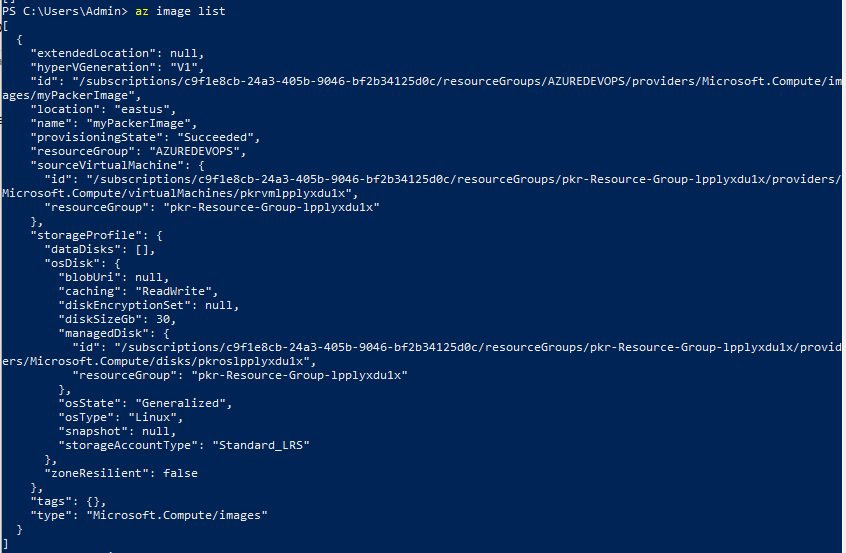 PS C:\Users\Admin> az image list
[
  {
    "extendedLocation": null,
    "hyperVGeneration": "V1",
    "id": "/subscriptions/c9f1e8cb-24a3-405b-9046-bf2b34125d0c/resourceGroups/AZUREDEVOPS/providers/Microsoft.Compute/im
ages/myPackerImage",
    "location": "eastus",
    "name": "myPackerImage",
    "provisioningState": "Succeeded",
    "resourceGroup": "AZUREDEVOPS",
    "sourceVirtualMachine": {
      "id": "/subscriptions/c9f1e8cb-24a3-405b-9046-bf2b34125d0c/resourceGroups/pkr-Resource-Group-lpplyxdu1x/providers/
Microsoft.Compute/virtualMachines/pkrvmlpplyxdu1x",
      "resourceGroup": "pkr-Resource-Group-lpplyxdu1x"
    },
    "storageProfile": {
      "dataDisks": [],
      "osDisk": {
        "blobUri": null,
        "caching": "ReadWrite",
        "diskEncryptionSet": null,
        "diskSizeGb": 30,
        "managedDisk": {
          "id": "/subscriptions/c9f1e8cb-24a3-405b-9046-bf2b34125d0c/resourceGroups/pkr-Resource-Group-lpplyxdu1x/provid
ers/Microsoft.Compute/disks/pkroslpplyxdu1x",
          "resourceGroup": "pkr-Resource-Group-lpplyxdu1x"
        },
        "osState": "Generalized",
        "osType": "Linux",
        "snapshot": null,
        "storageAccountType": "Standard_LRS"
      },
      "zoneResilient": false
    },
    "tags": {},
    "type": "Microsoft.Compute/images"
  }
]